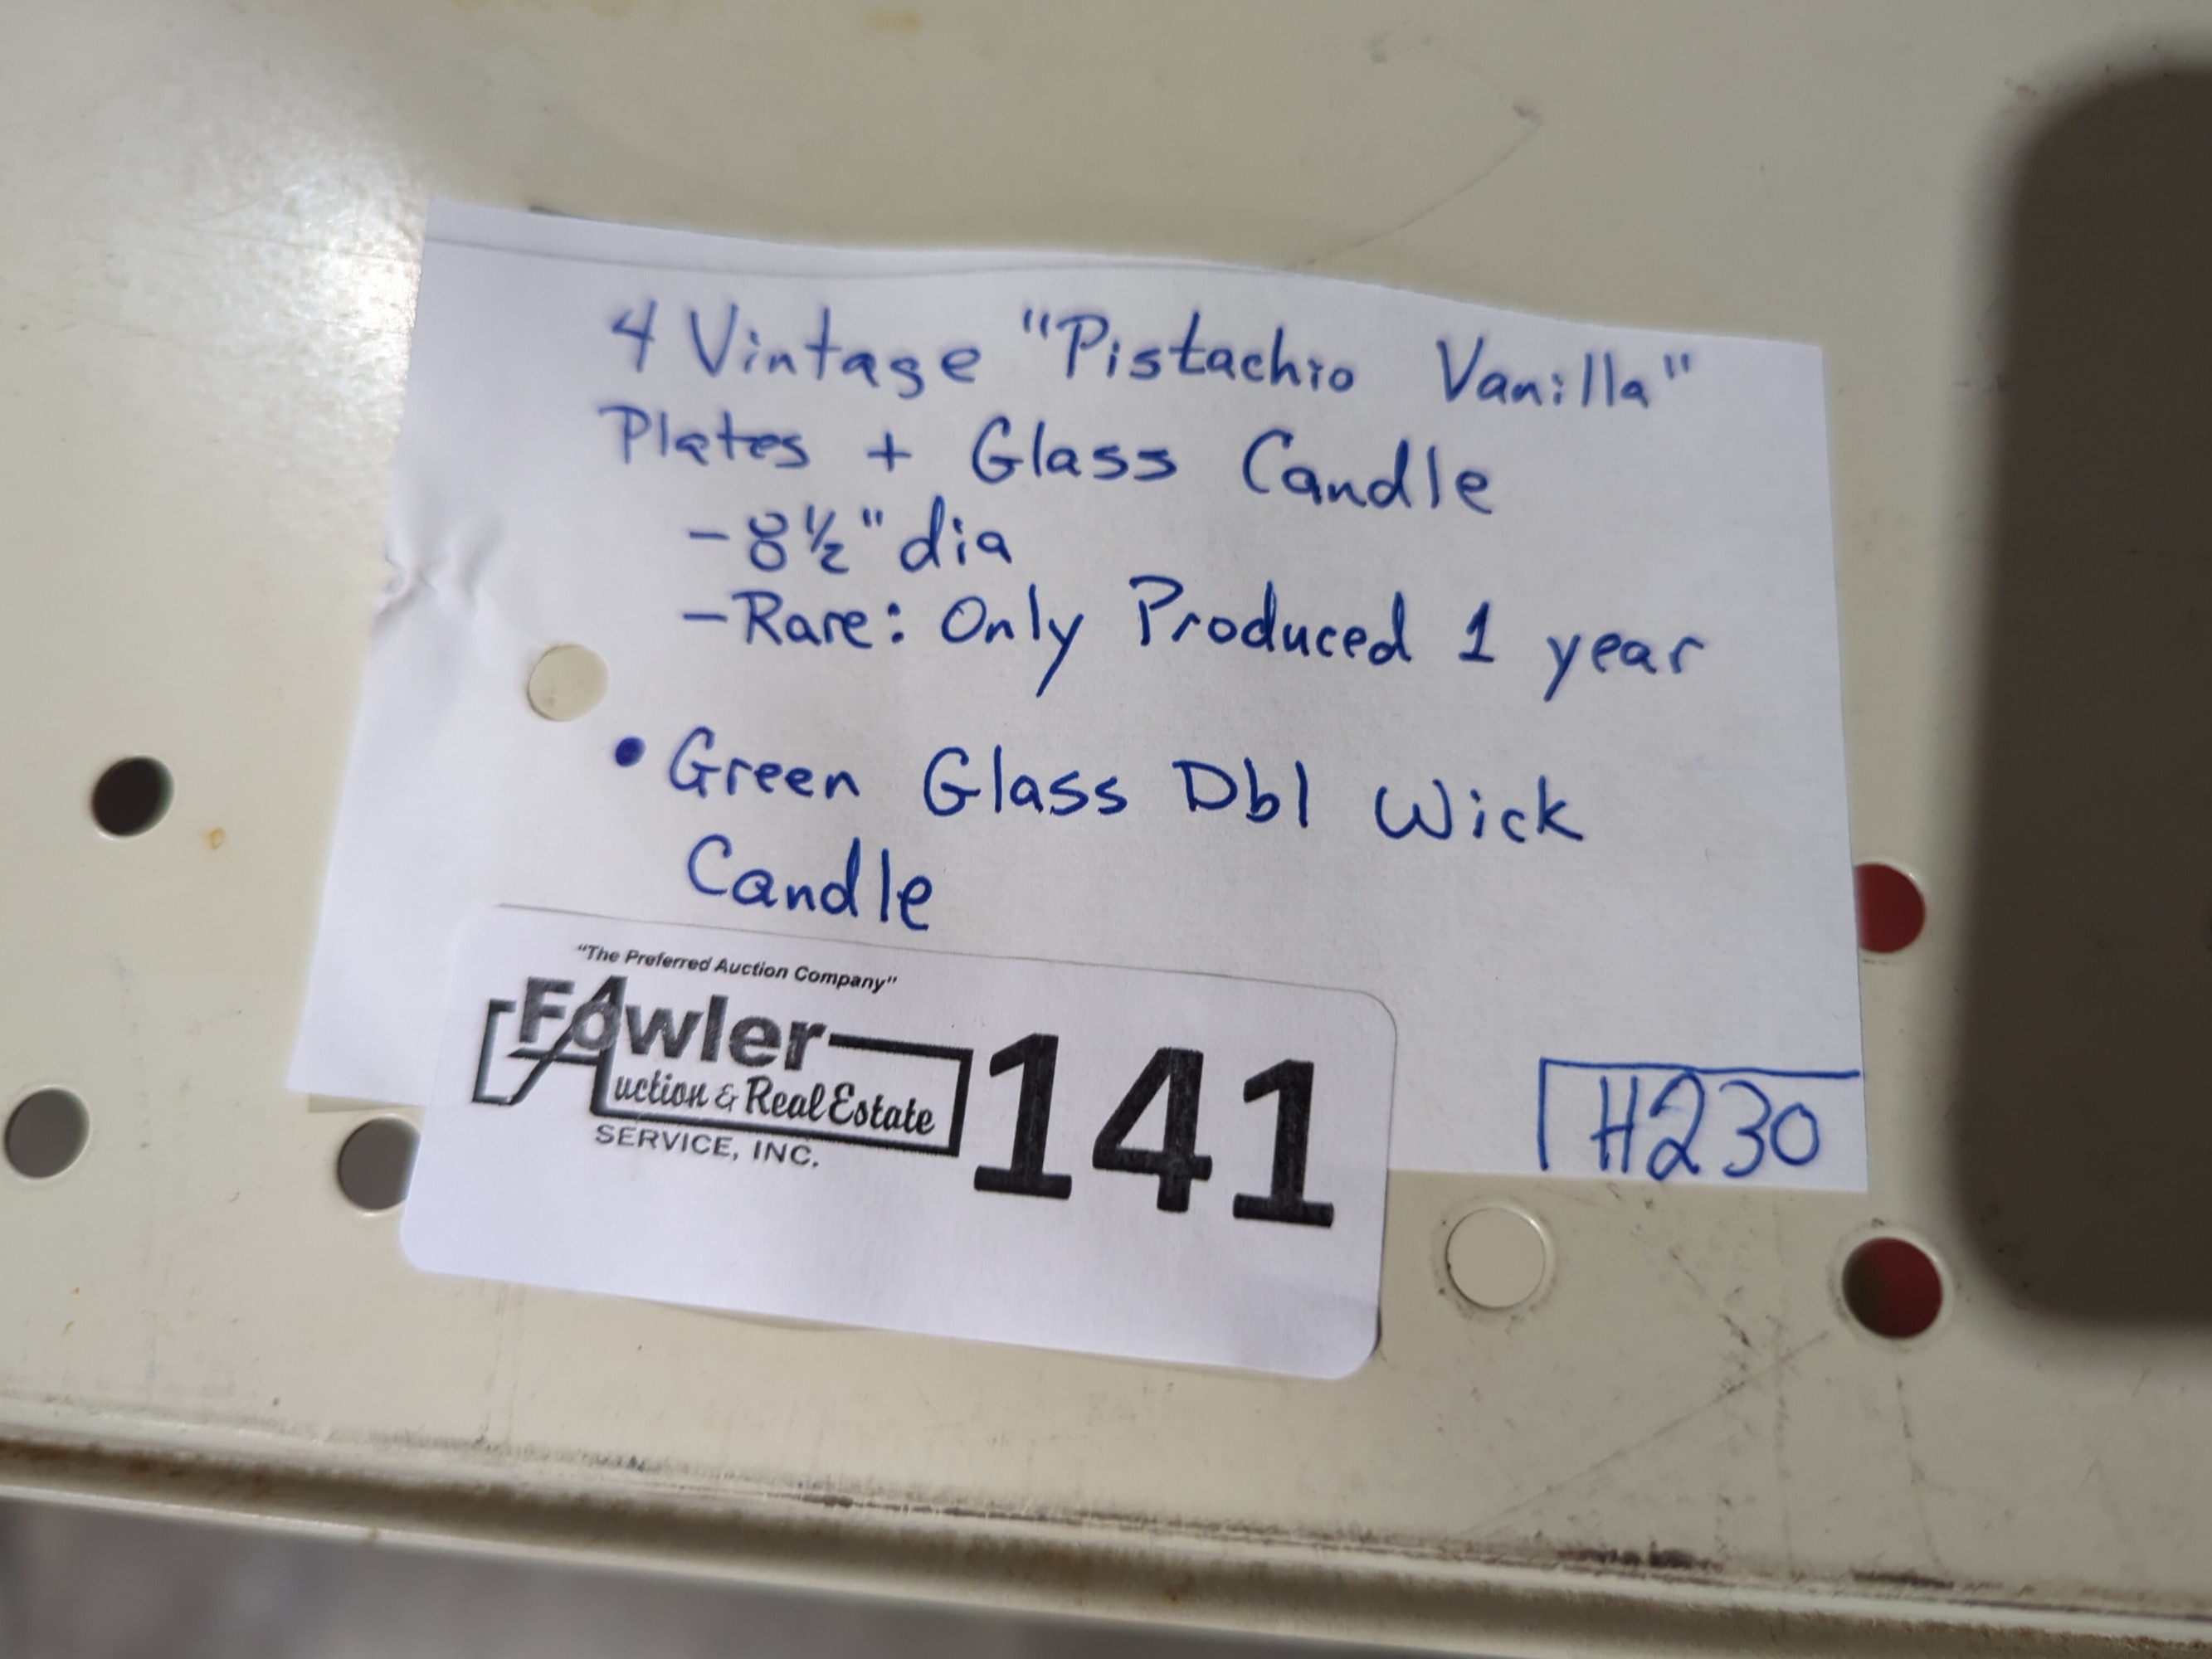 4 Vintage "Pistachio Vanilla"
Plates + Glass Candle
- 8½" dia
- Rare: Only Produced 1 year
• Green Glass Dbl Wick
Candle
"The Preferred Auction Company"
Fowler
Auction & Real Estate
SERVICE, INC.
141
H230